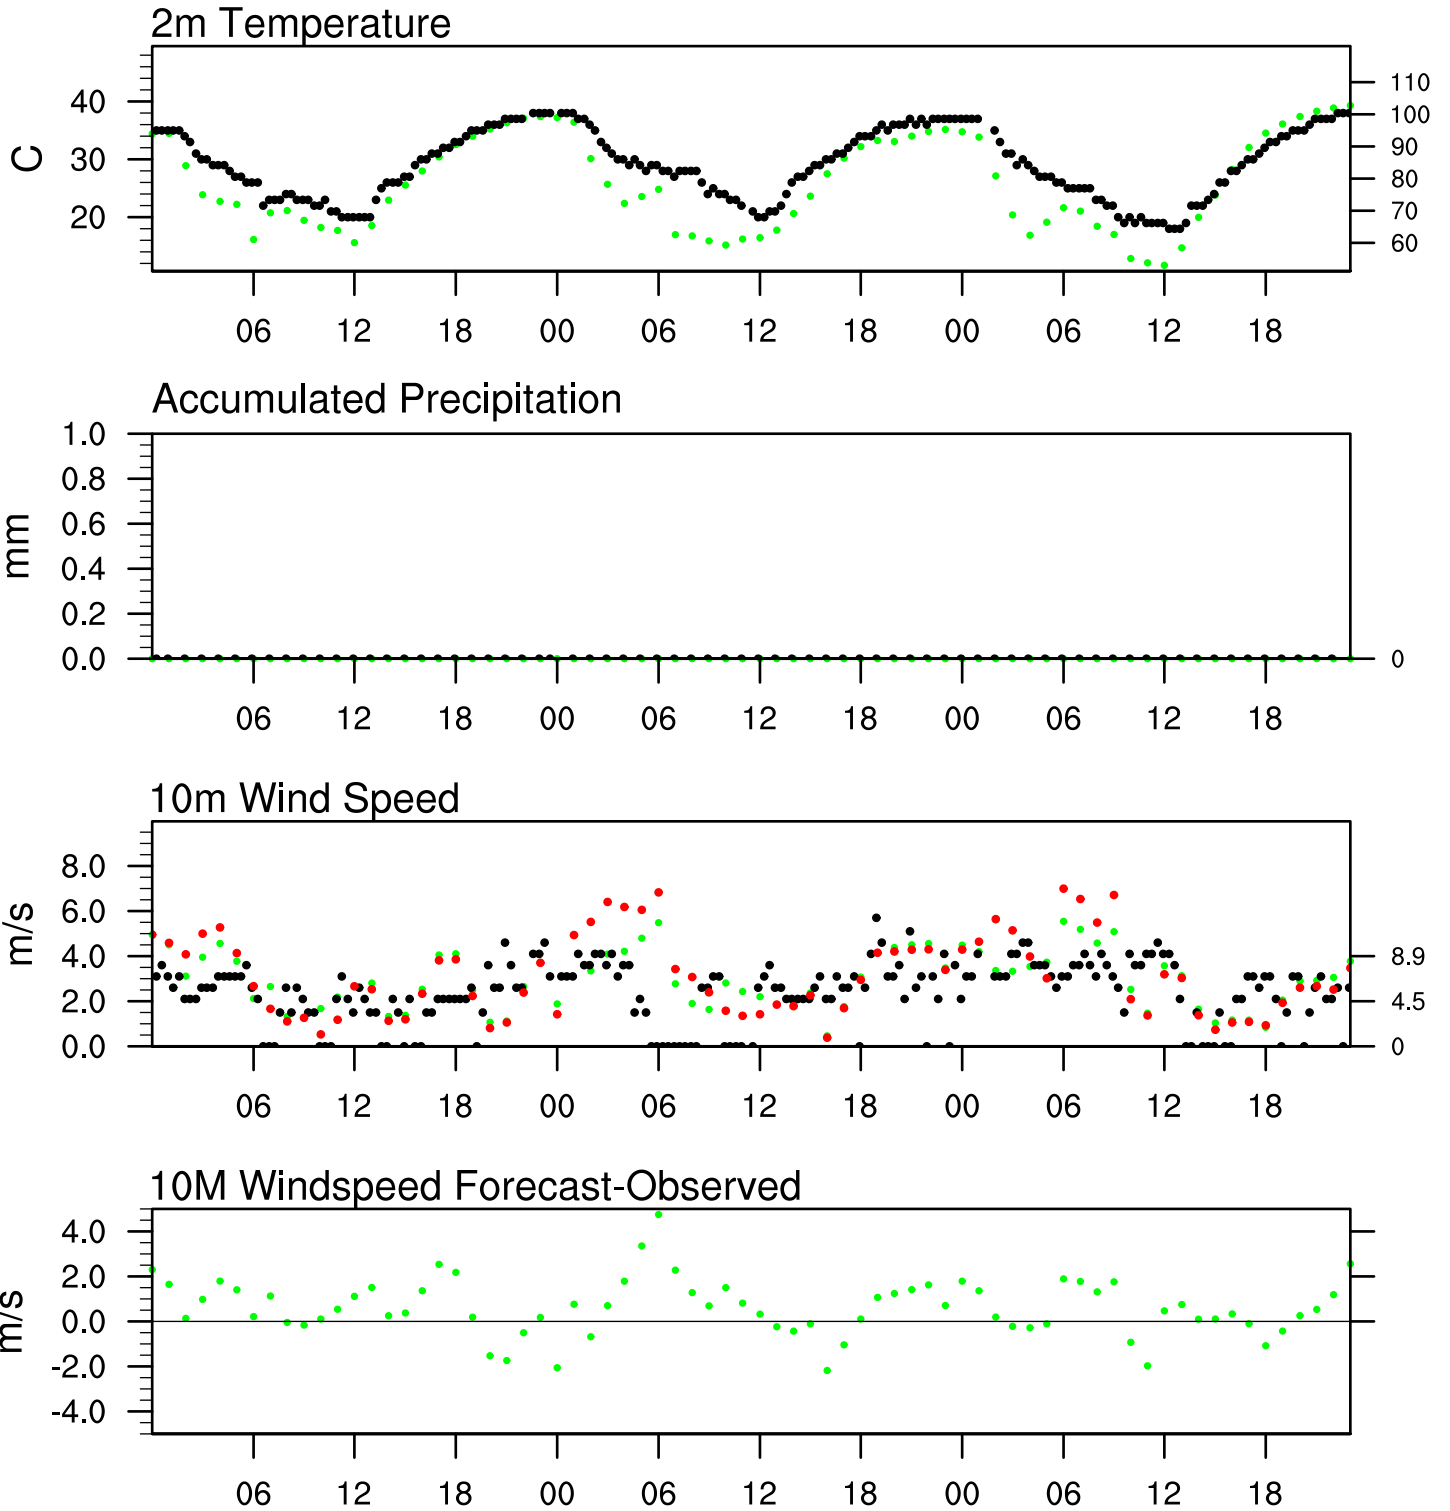 2m Temperature
C
40
30
20
110
100
90
80
70
60
06 12 18 00 06 12 18 00 06 12 18
Accumulated Precipitation
mm
1.0
0.8
0.6
0.4
0.2
0.0
0
06 12 18 00 06 12 18 00 06 12 18
10m Wind Speed
m/s
8.0
6.0
4.0
2.0
0.0
8.9
4.5
0
06 12 18 00 06 12 18 00 06 12 18
10M Windspeed Forecast-Observed
m/s
4.0
2.0
0.0
-2.0
-4.0
06 12 18 00 06 12 18 00 06 12 18